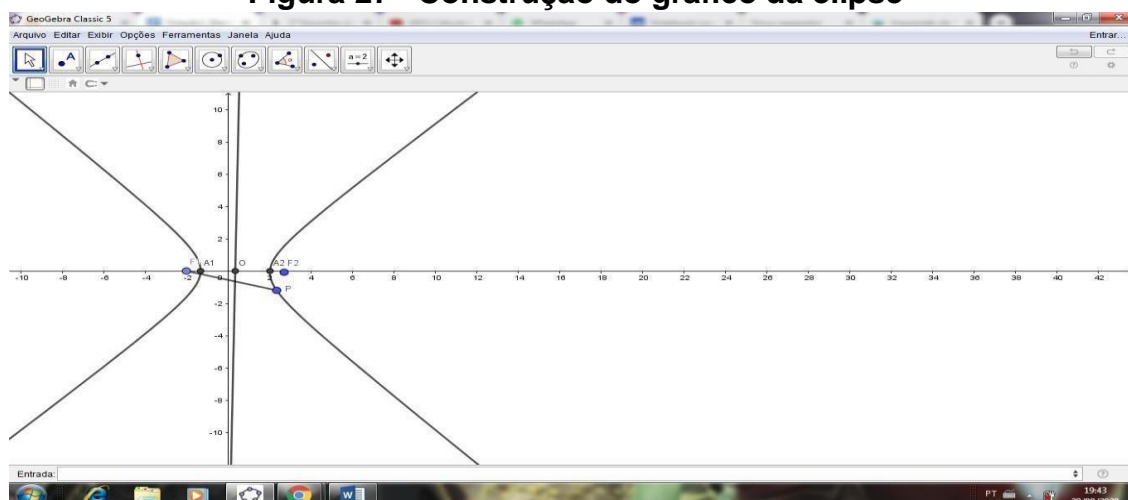 Figura 27 - Construção do gráfico da elipse
GeoGebra Classic 5
Arquivo Editar Exibir Opções Ferramentas Janela Ajuda
Entrar...
a=2
10
8
6
4
2
F A1 O A2 F2
-10 -8 -6 -4 -2 0 2 4 6 8 10 12 14 16 18 20 22 24 26 28 30 32 34 36 38 40 42
P
-2
-4
-6
-8
-10
Entrada:
PT
19:43